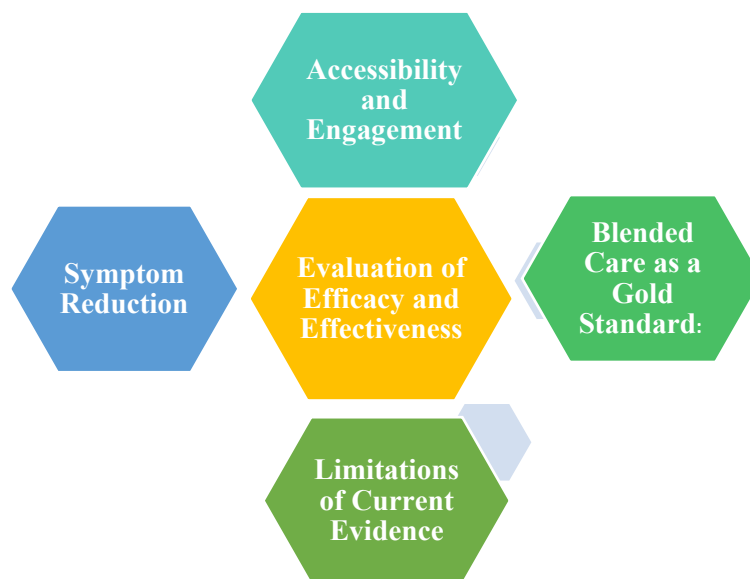 Accessibility
and
Engagement
Symptom
Reduction
Evaluation of
Efficacy and
Effectiveness
Blended
Care as a
Gold
Standard:
Limitations
of Current
Evidence